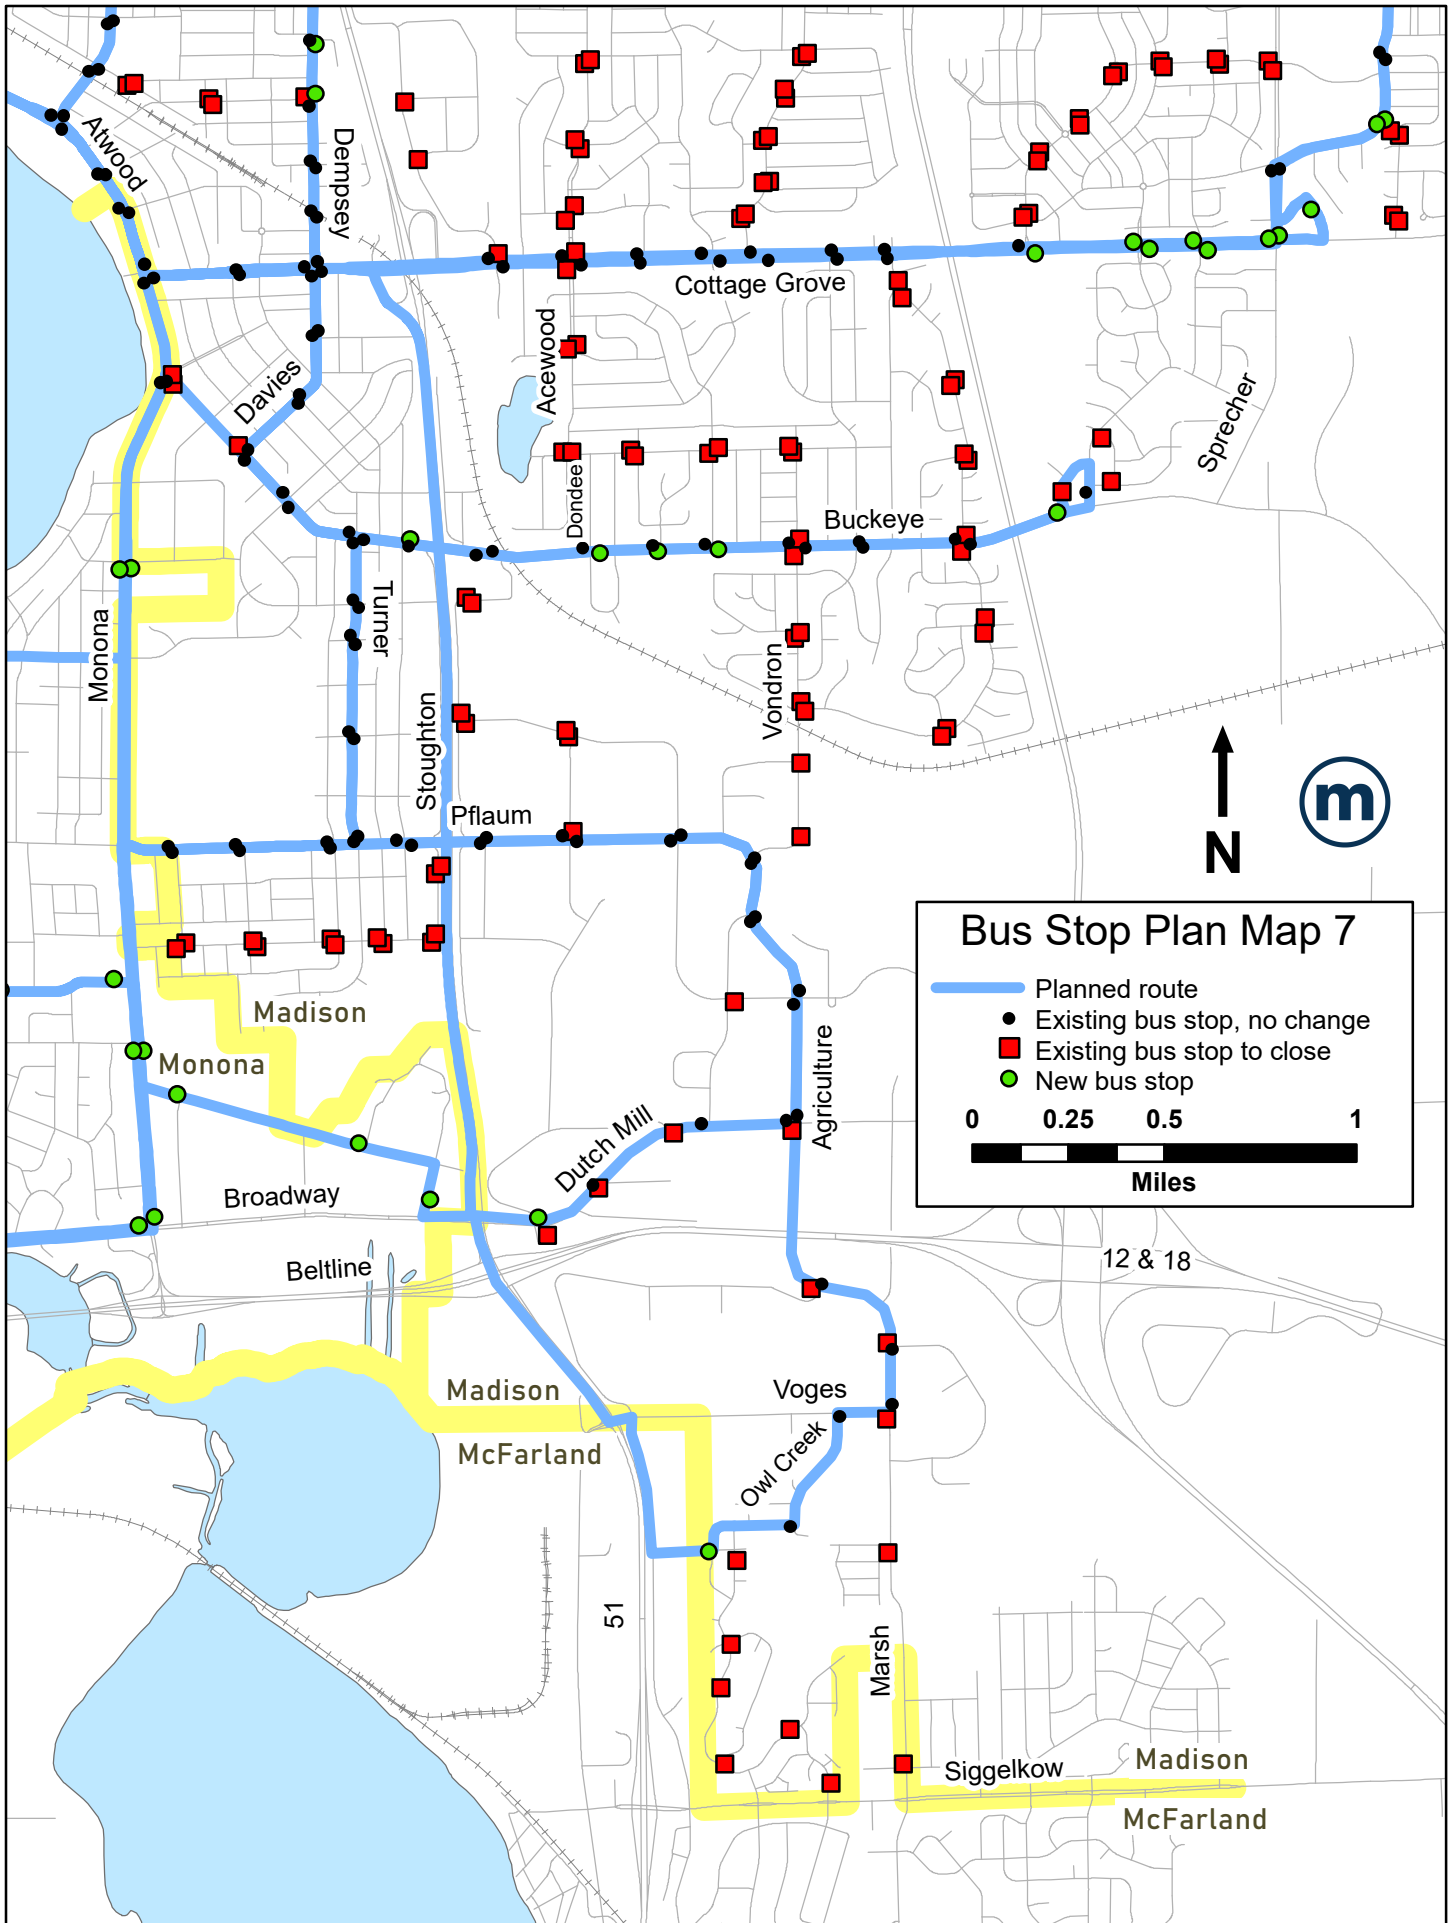 Atwood
Dempsey
Cottage Grove
Acewood
Davies
Sprecher
Dondee
Buckeye
Turner
Monona
Vondron
Stoughton
Pflaum
m
N
Bus Stop Plan Map 7
Planned route
Existing bus stop, no change
Existing bus stop to close
New bus stop
0 0.25 0.5 1
Miles
Madison
Monona
Agriculture
Dutch Mill
Broadway
Beltline
12 & 18
Madison
McFarland
Voges
Owl Creek
51
Marsh
Siggelkow
Madison
McFarland